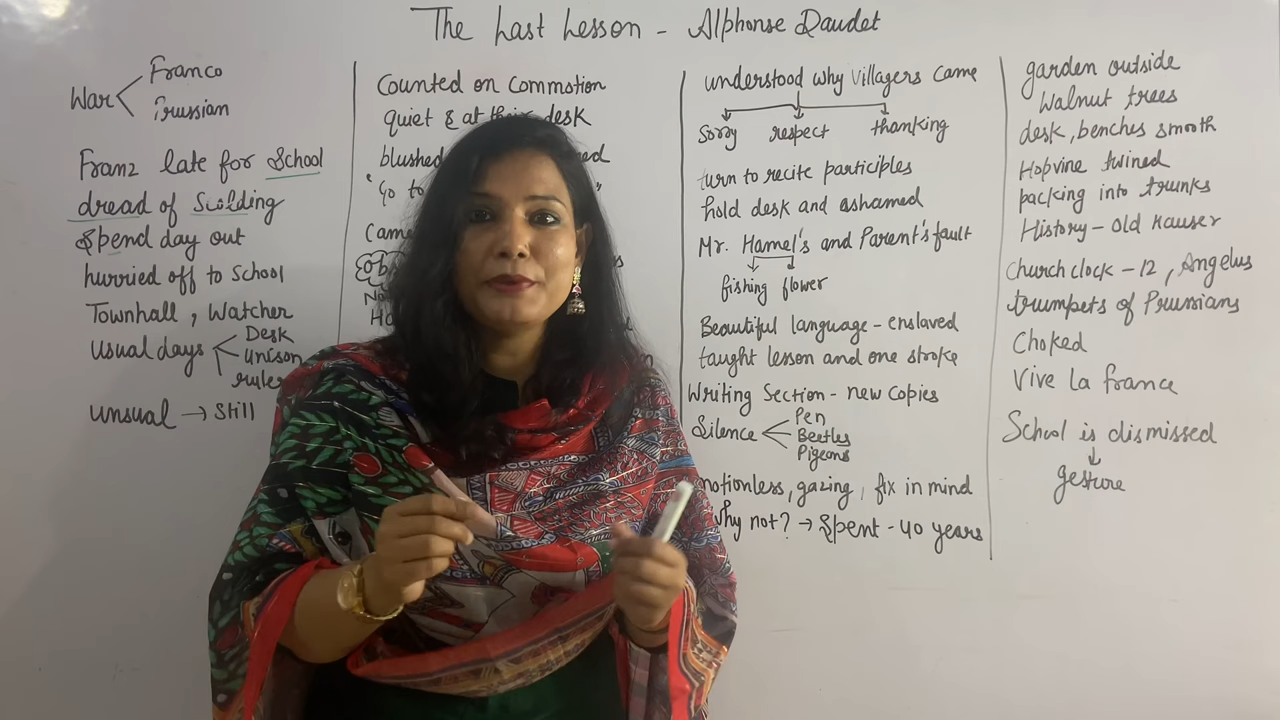 The Last Lesson - Alphonse Daudet
War
Franco
Prussian
Franz late for School
dread of Scolding
Spend day out
hurried off to School
Townhall, Watcher
Usual days
Desk
Unison
ruler
unusual → Still
Counted on Commotion
quiet & at their desk
blushed
"Go to
Came
understood why Villagers Came
Sorry respect thanking
turn to recite participles
hold desk and ashamed
Mr. Hamel's and Parent's fault
fishing flower
Beautiful language - enslaved
taught lesson and one stroke
Writing Section - new copies
Silence
Pen
Beetles
Pigeons
motionless, gazing, fix in mind
Why not? → Spent - 40 years
garden outside
Walnut trees
desk, benches smooth
Hopvine twined
packing into trunks
History - Old Hauser
Church clock - 12, Angelus
trumpets of Prussians
Choked
Vive la france
School is dismissed
gesture